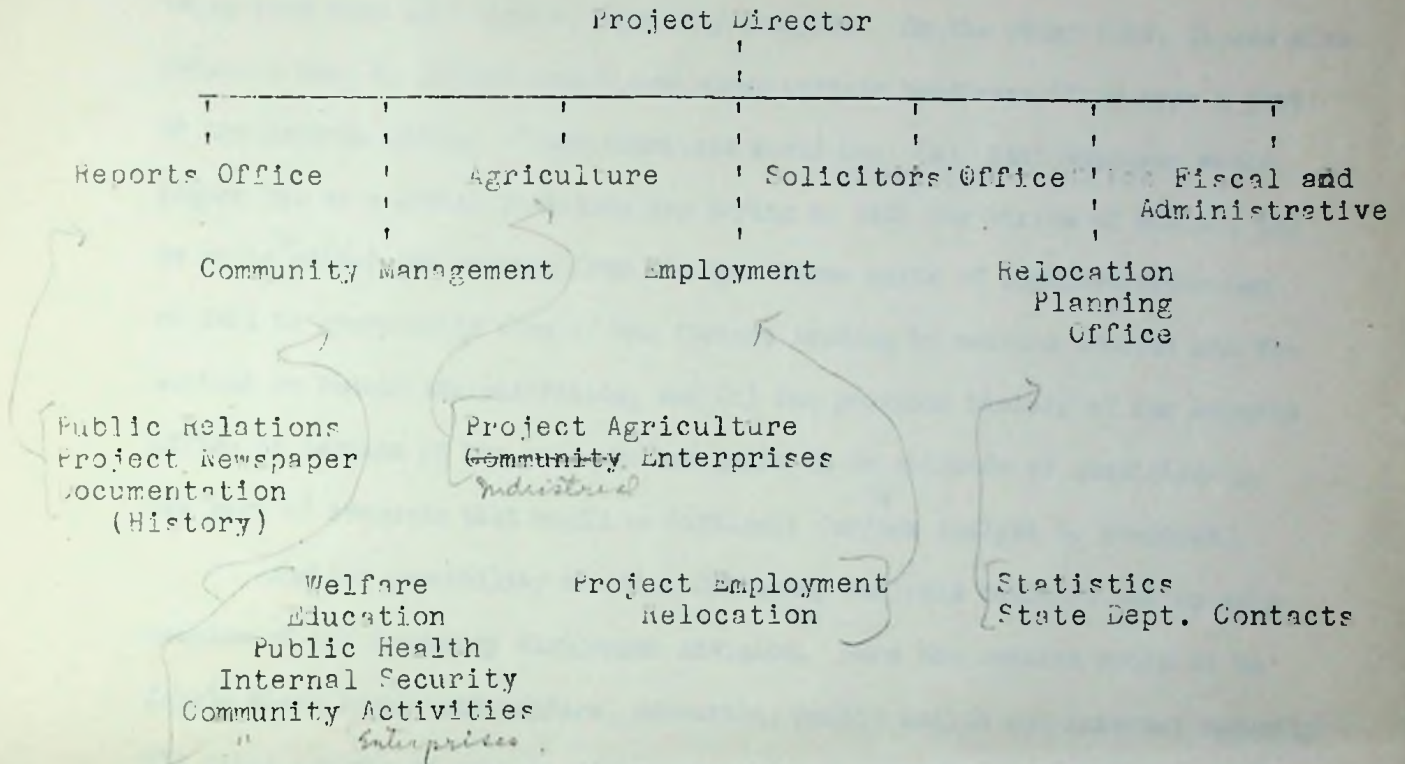 Project Director
Reports Office Agriculture Solicitors' Office Fiscal and
Administrative
Community Management Employment Relocation
Planning
Office
Public Relations
Project Newspaper
Documentation
(History)
Project Agriculture
Community Enterprises
Industrial
Welfare
Education
Public Health
Internal Security
Community Activities
" Enterprises.
Project Employment
Relocation
Statistics
State Dept. Contacts